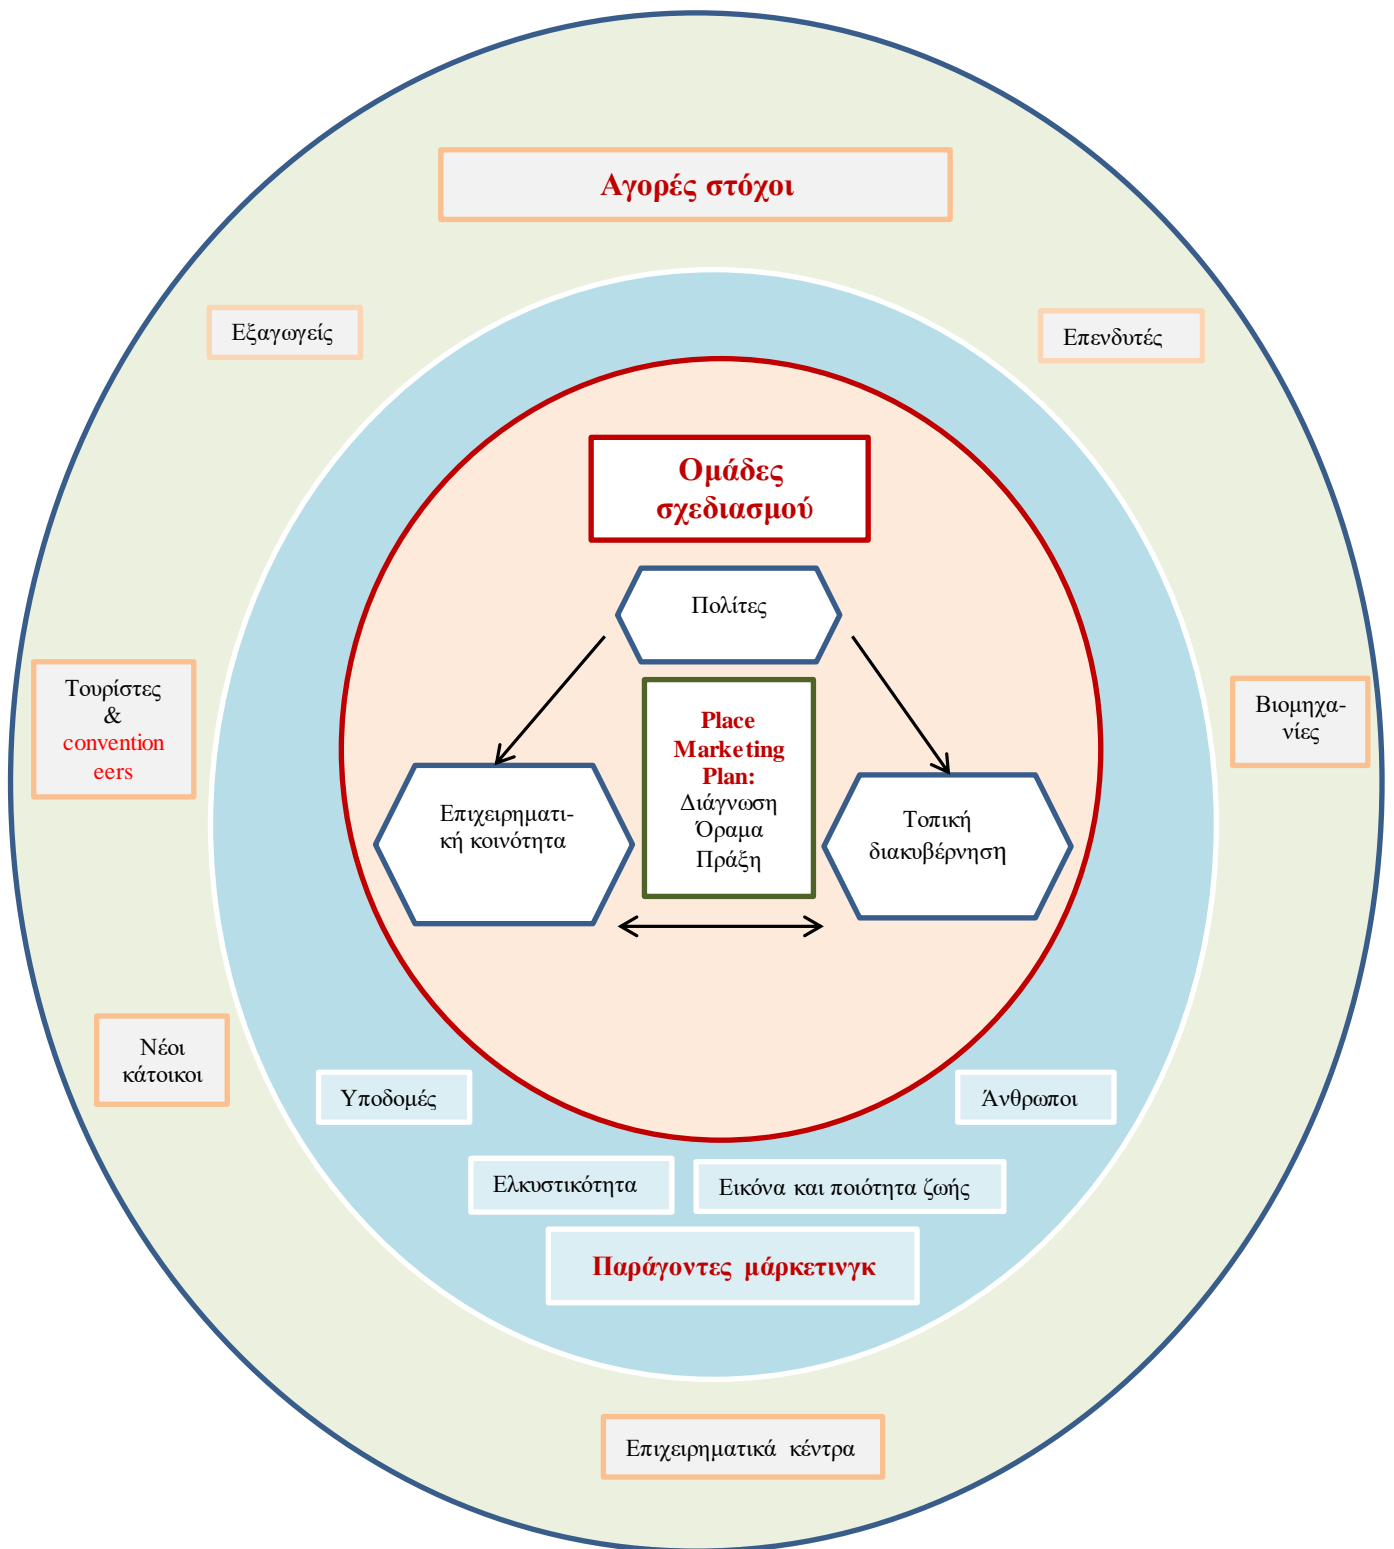 Αγορές στόχοι
Εξαγωγείς
Επενδυτές
Ομάδες
σχεδιασμού
Πολίτες
Τουρίστες
&
convention
eers
Place
Marketing
Plan:
Διάγνωση
Όραμα
Πράξη
Βιομηχα-
νίες
Επιχειρηματι-
κή κοινότητα
Τοπική
διακυβέρνηση
Νέοι
κάτοικοι
Υποδομές
Άνθρωποι
Ελκυστικότητα
Εικόνα και ποιότητα ζωής
Παράγοντες μάρκετινγκ
Επιχειρηματικά κέντρα